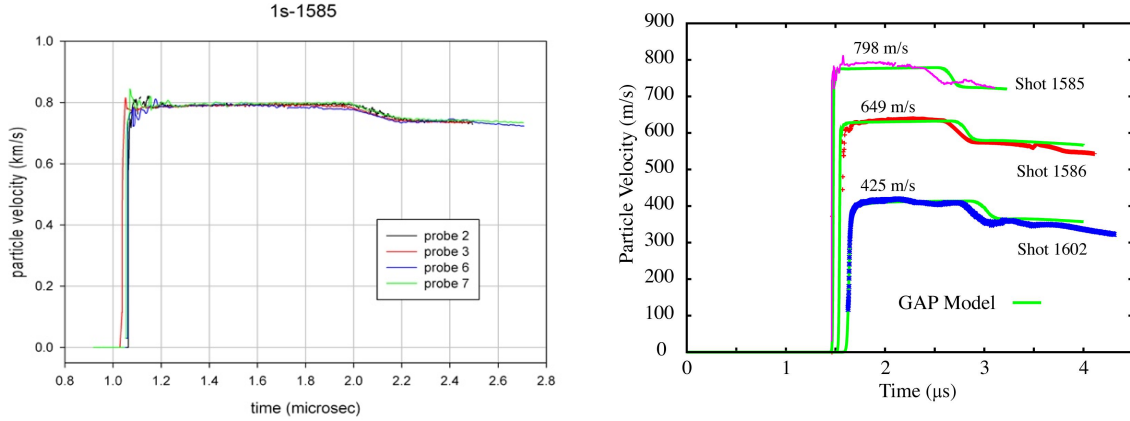 1s-1585
particle velocity (km/s)
1.0
0.8
0.6
0.4
0.2
0.0
probe 2
probe 3
probe 6
probe 7
0.8 1.0 1.2 1.4 1.6 1.8 2.0 2.2 2.4 2.6 2.8
time (microsec)
Particle Velocity (m/s)
900
800
700
600
500
400
300
200
100
0
798 m/s
Shot 1585
649 m/s
Shot 1586
425 m/s
Shot 1602
GAP Model
0 1 2 3 4
Time (μs)